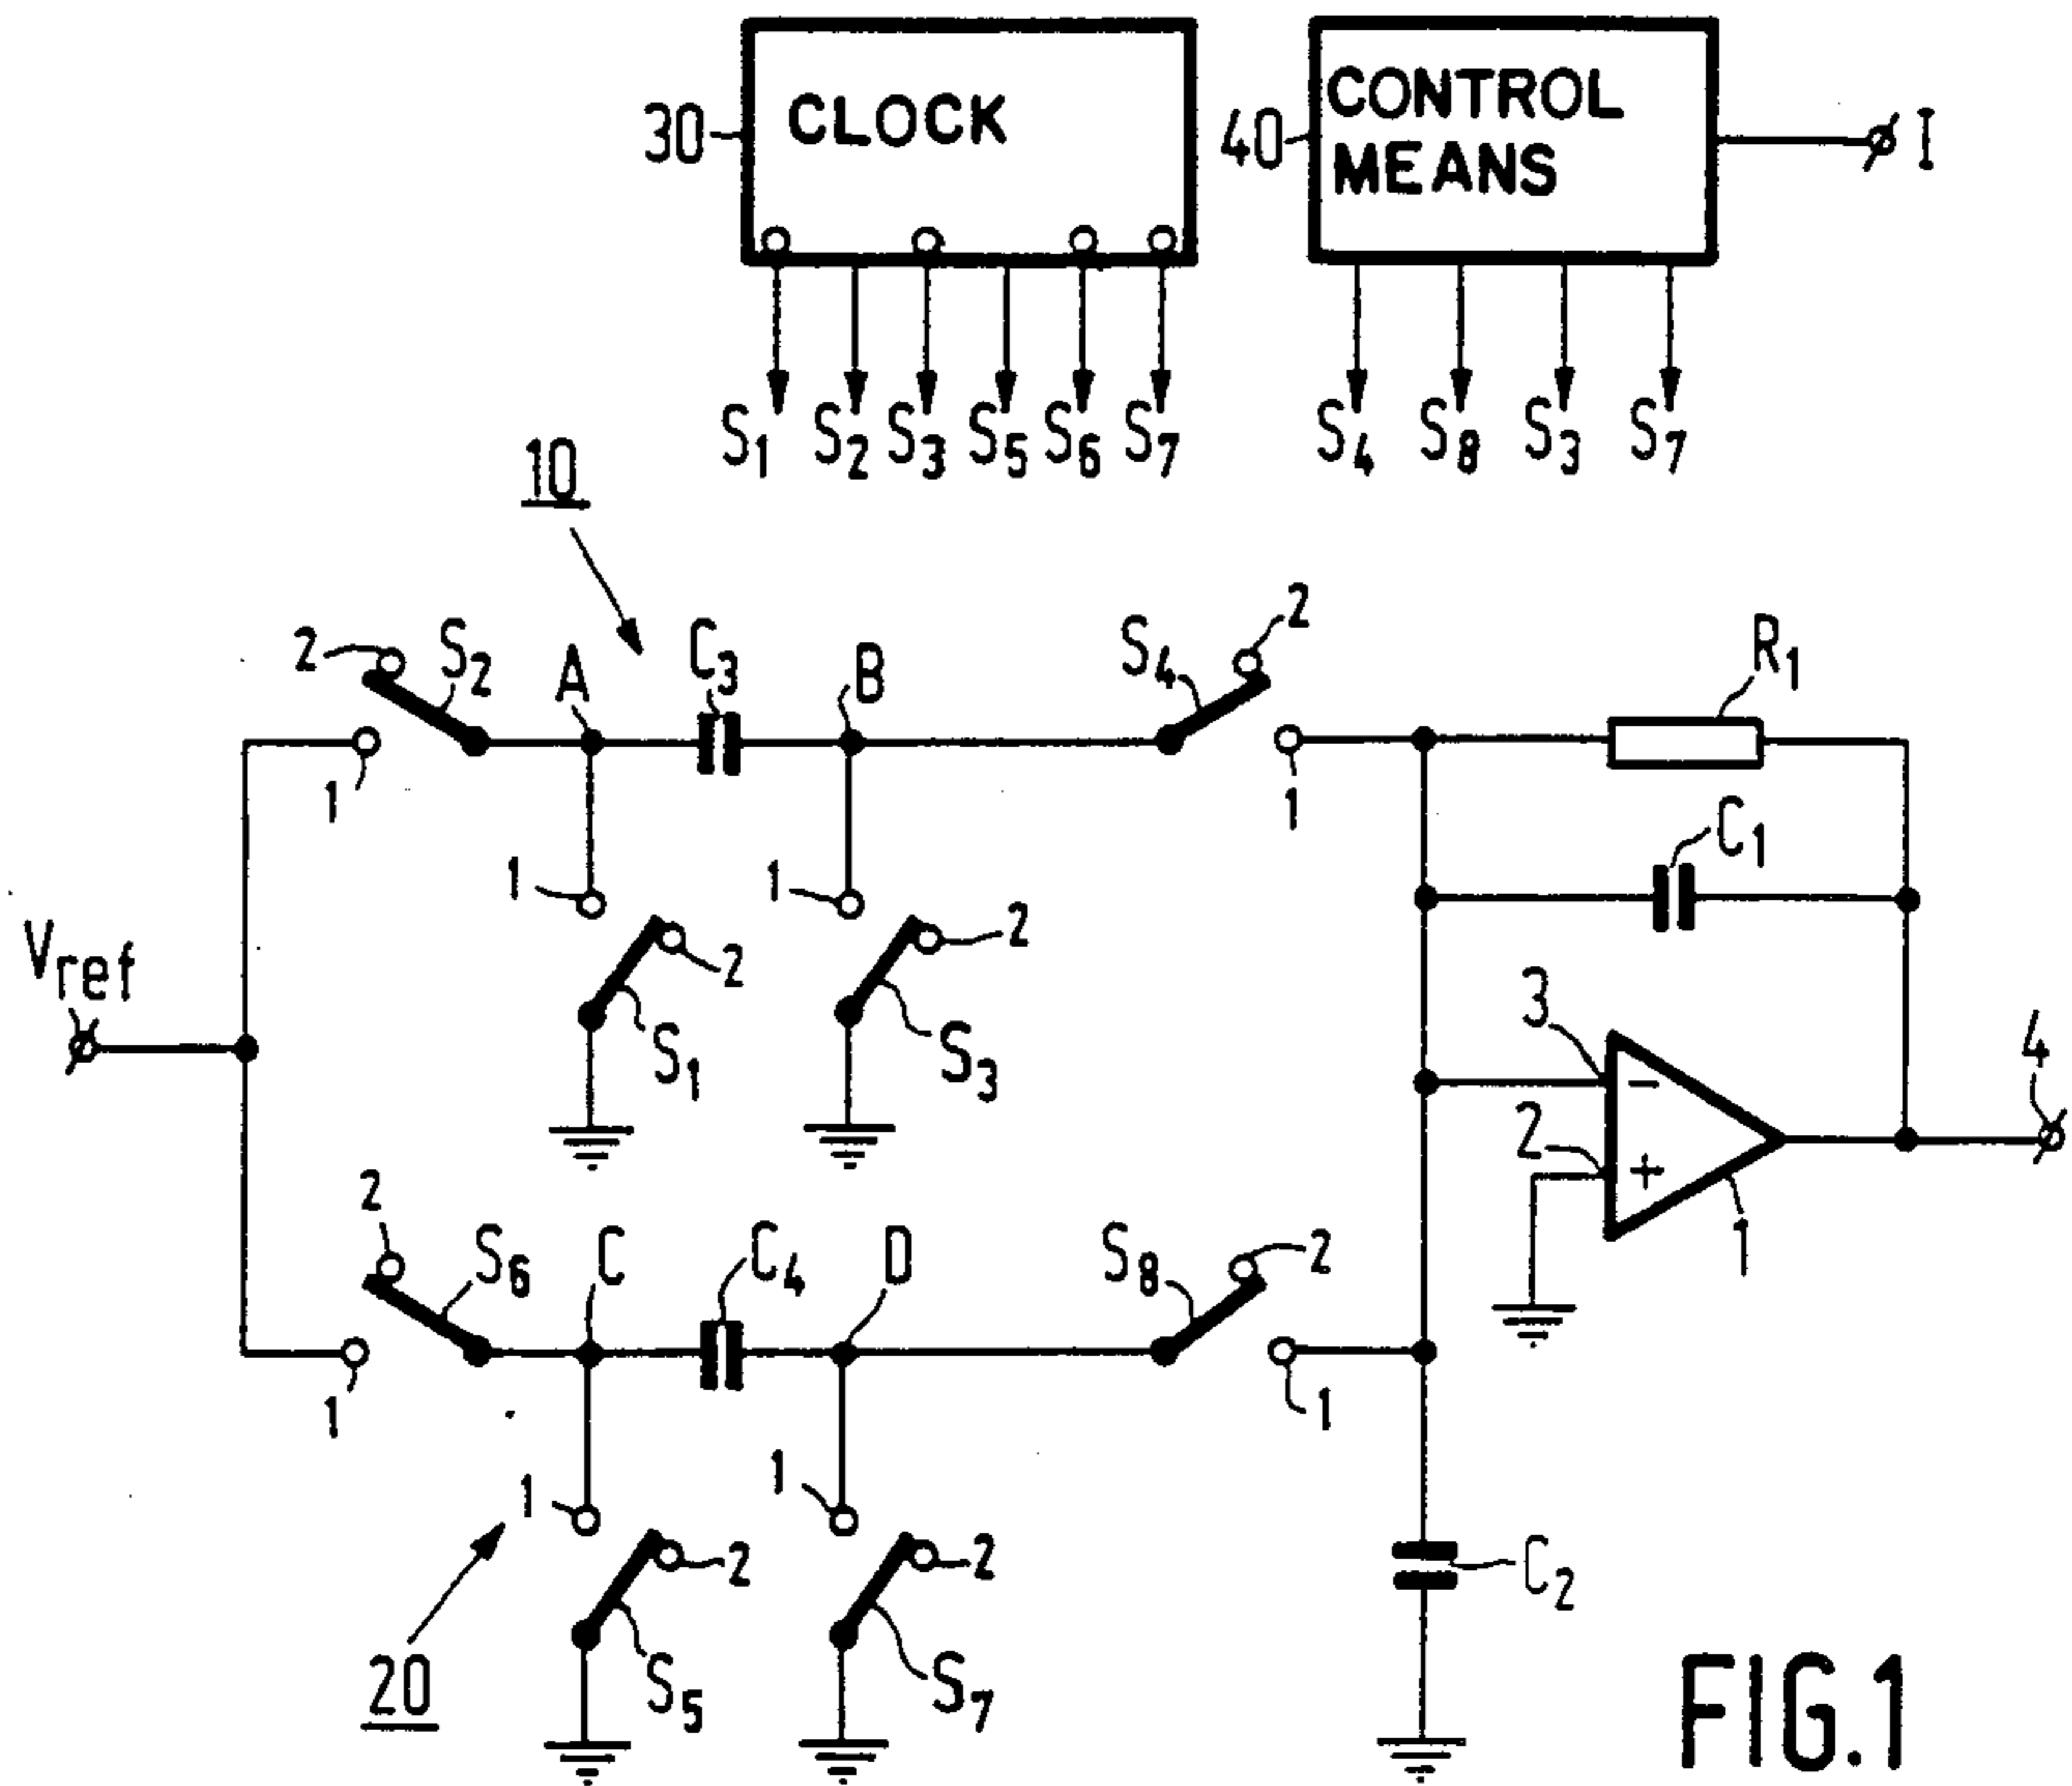 CLOCK
30
CONTROL
MEANS
40
I
S1 S2 S3 S5 S6 S7
S4 S8 S3 S7
10
2 S2 A C3 B S4 2 R1
1 1
C1
1 1
2 2
Vref
S1 S3
3
4
2
- +
1
2 S6 C C4 D S8 2
1 1
1 1
2 2
C2
20
S5 S7
FIG.1